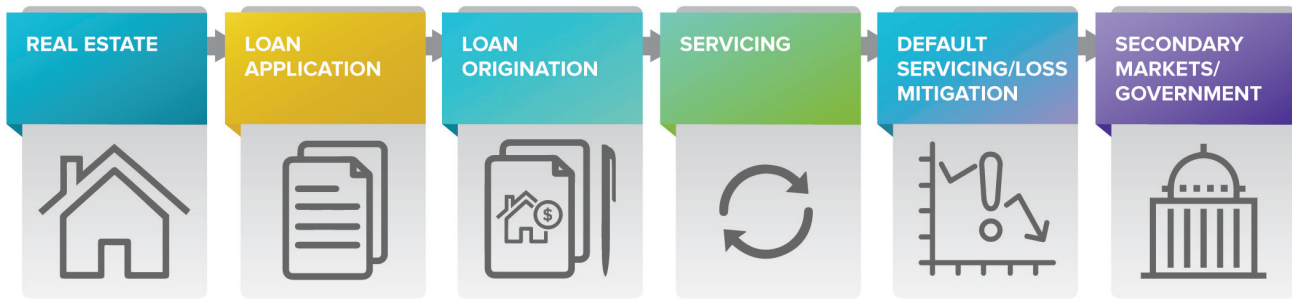 REAL ESTATE
LOAN
APPLICATION
LOAN
ORIGINATION
$
SERVICING
DEFAULT
SERVICING/LOSS
MITIGATION
SECONDARY
MARKETS/
GOVERNMENT